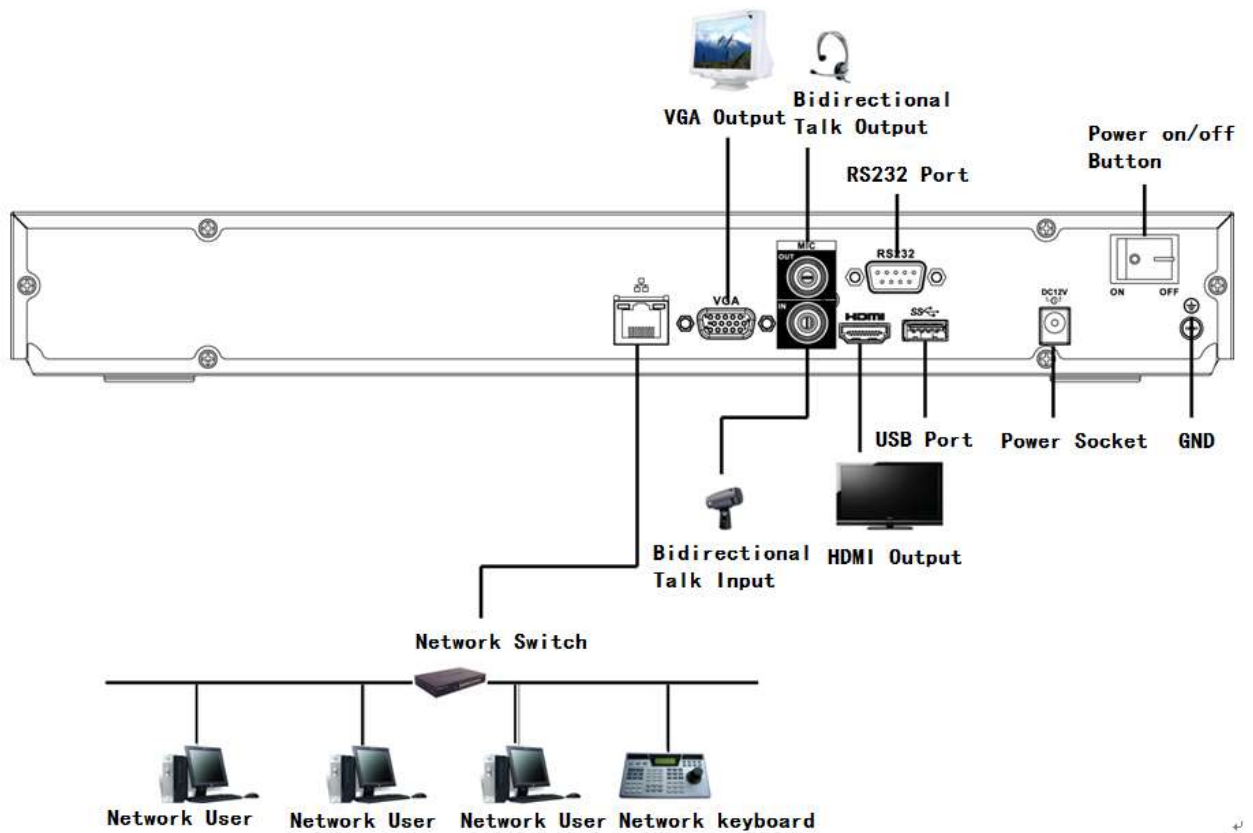 VGA Output
Bidirectional
Talk Output
Power on/off
Button
RS232 Port
MIC
OUT
RS232
IN
VGA
HDMI
SS
DC12V
ON OFF
USB Port
Power Socket
GND
Bidirectional
Talk Input
HDMI Output
Network Switch
Network User
Network User
Network User
Network keyboard